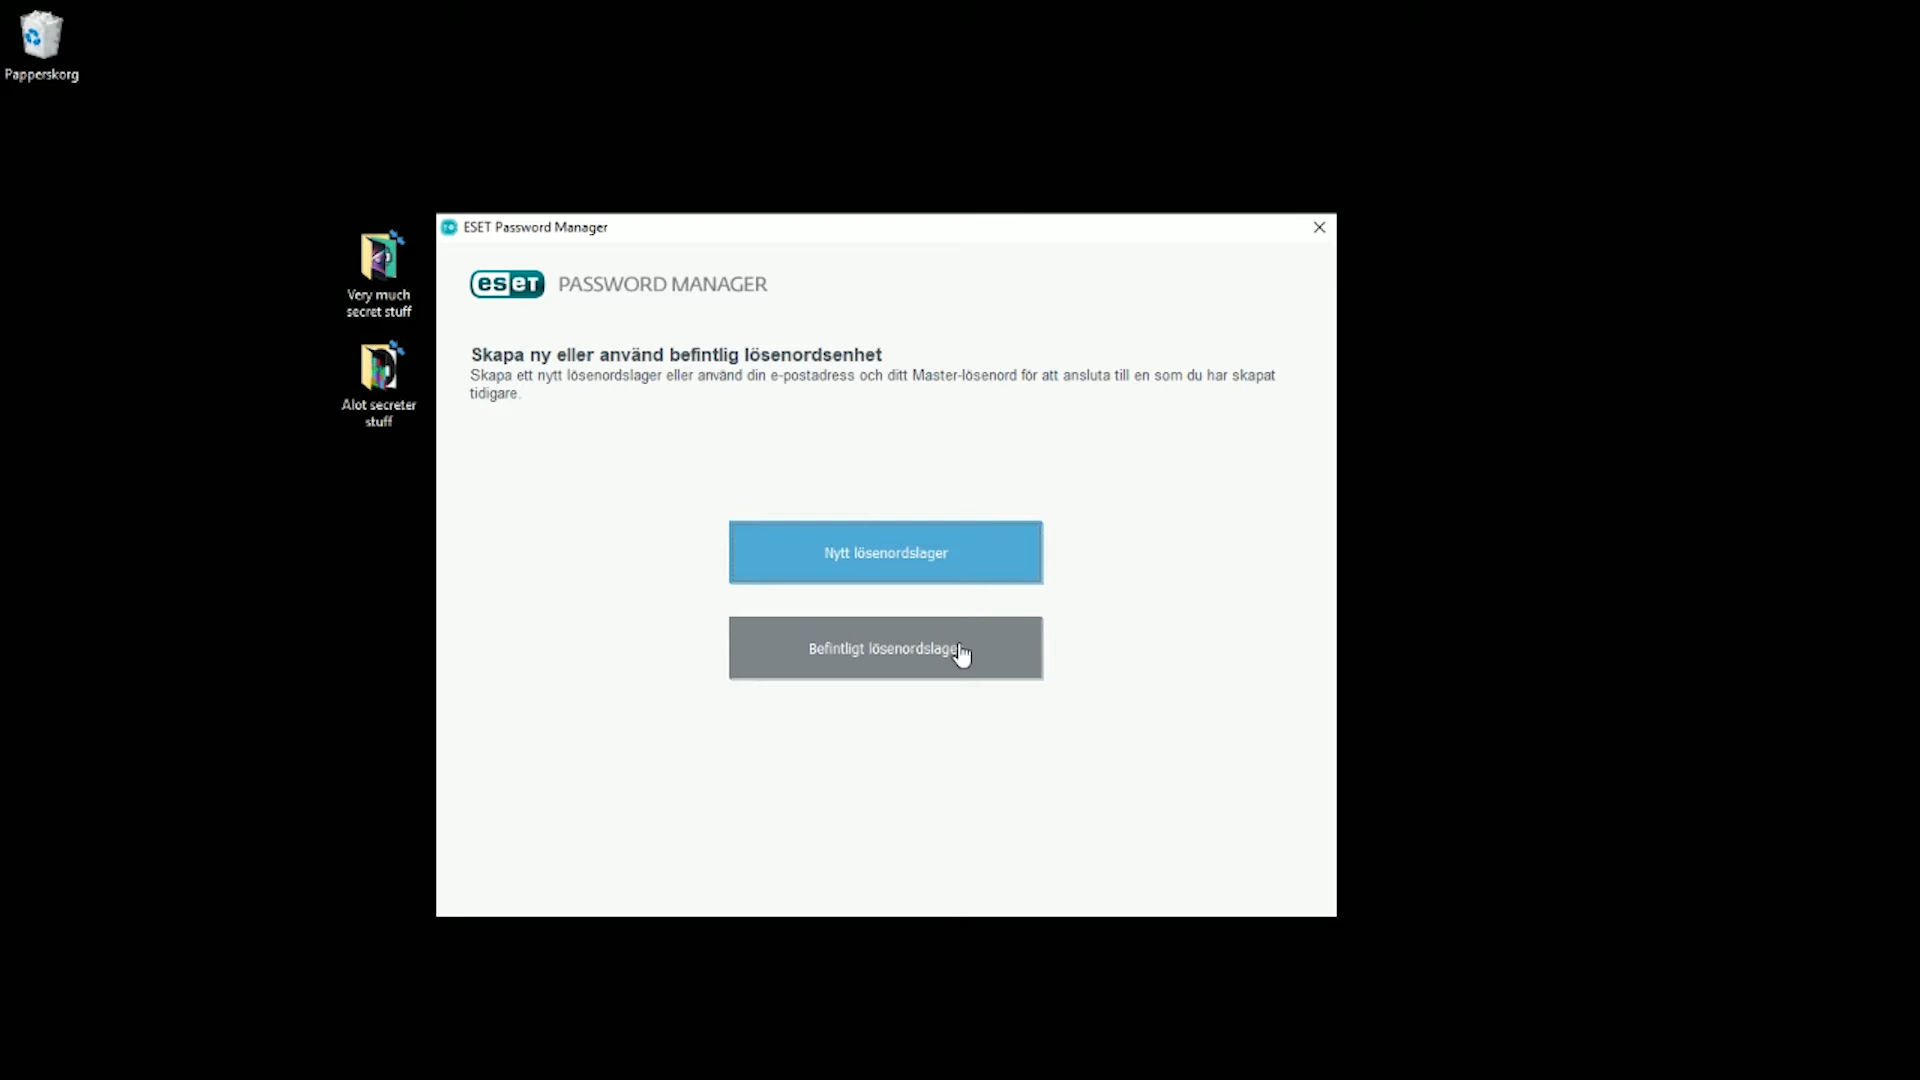 Papperskorg
Very much
secret stuff
Alot secreter
stuff
ESET Password Manager
eset PASSWORD MANAGER
Skapa ny eller använd befintlig lösenordsenhet
Skapa ett nytt lösenordslager eller använd din e-postadress och ditt Master-lösenord för att ansluta till en som du har skapat
tidigare.
Nytt lösenordslager
Befintligt lösenordslager